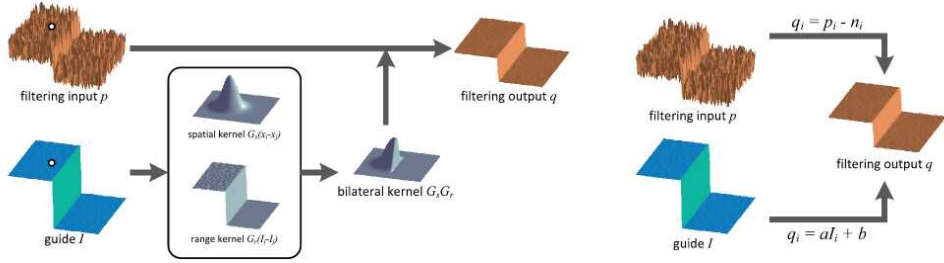 filtering input p
spatial kernel Gₛ(xᵢ-xⱼ)
filtering output q
guide I
range kernel Gᵣ(Iᵢ-Iⱼ)
bilateral kernel GₛGᵣ
qᵢ = pᵢ - nᵢ
filtering input p
filtering output q
guide I
qᵢ = aIᵢ + b